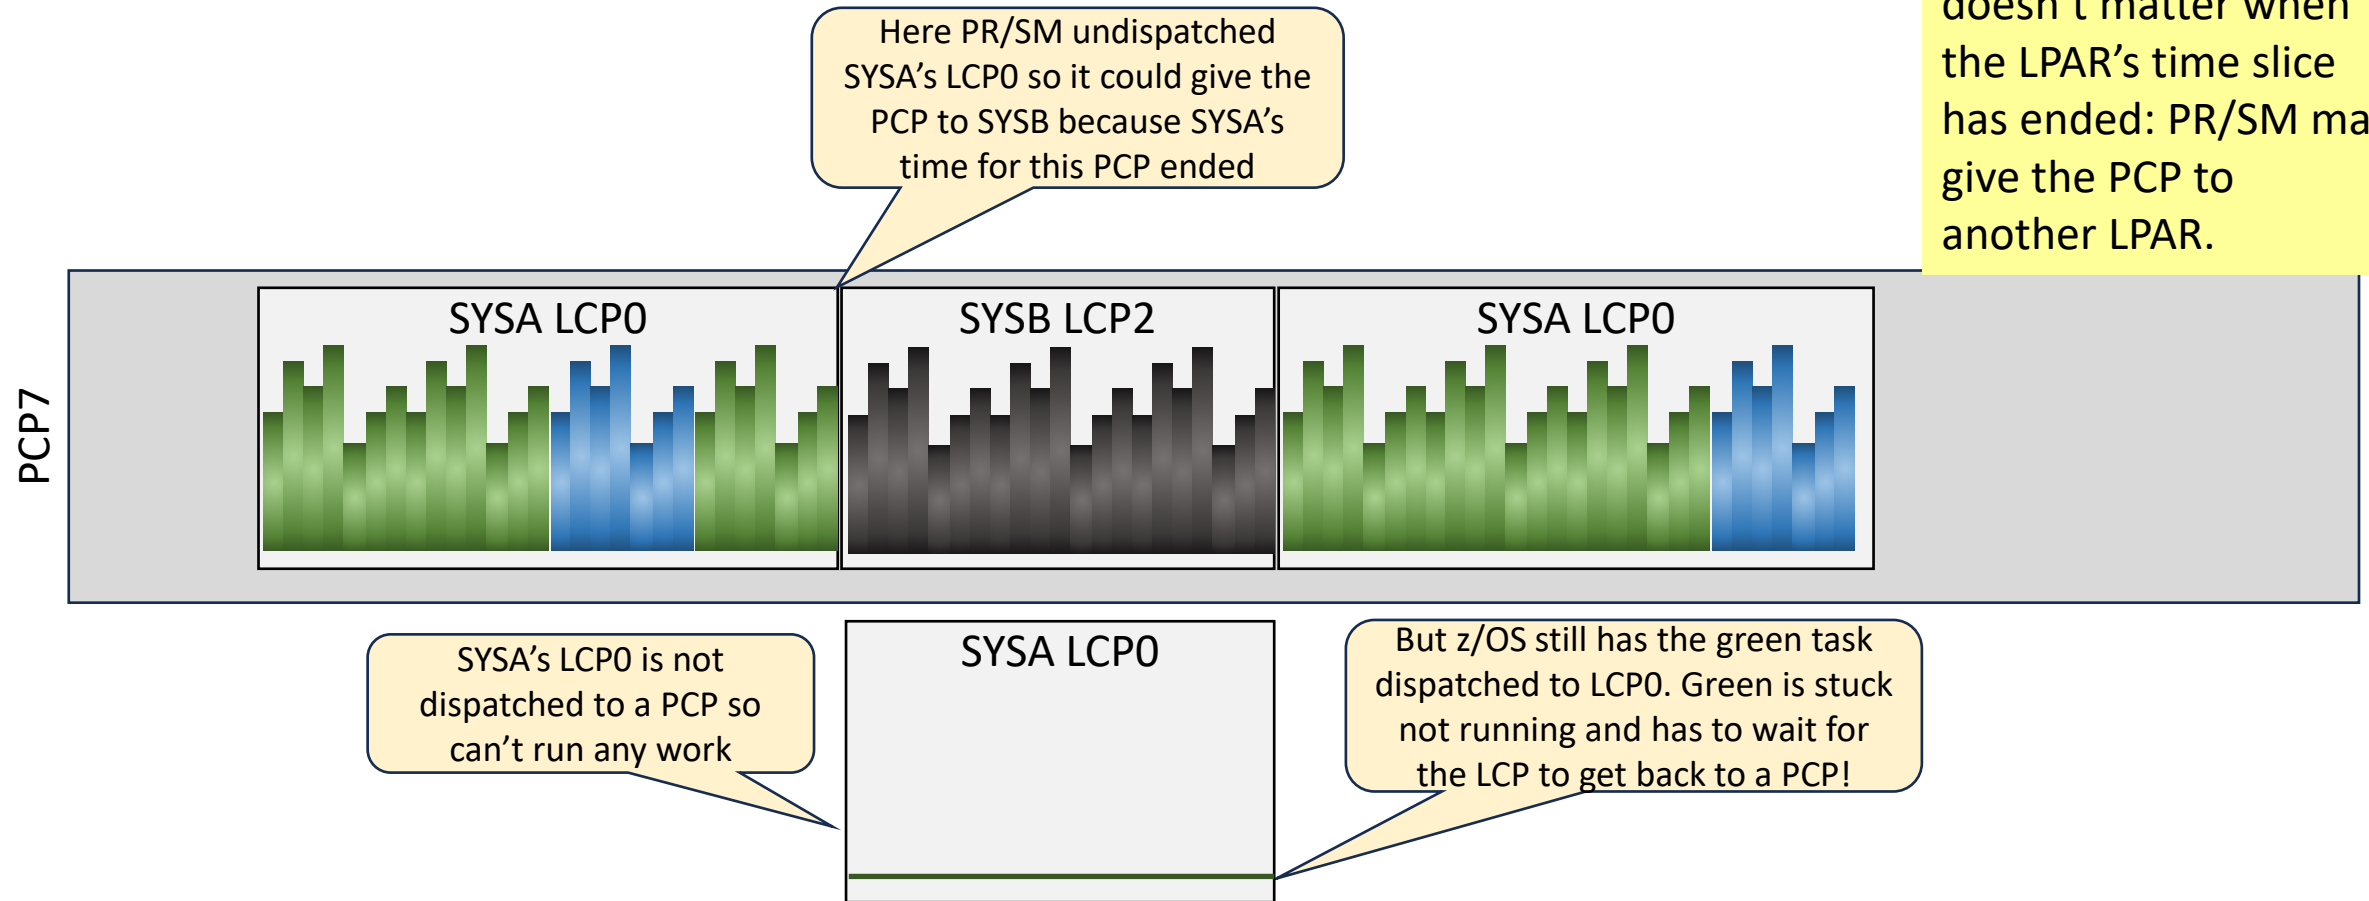 Here PR/SM undispatched
SYSA's LCP0 so it could give the
PCP to SYSB because SYSA's
time for this PCP ended
doesn't matter when
the LPAR's time slice
has ended: PR/SM ma
give the PCP to
another LPAR.
PCP7
SYSA LCP0
SYSB LCP2
SYSA LCP0
SYSA's LCP0 is not
dispatched to a PCP so
can't run any work
SYSA LCP0
But z/OS still has the green task
dispatched to LCP0. Green is stuck
not running and has to wait for
the LCP to get back to a PCP!